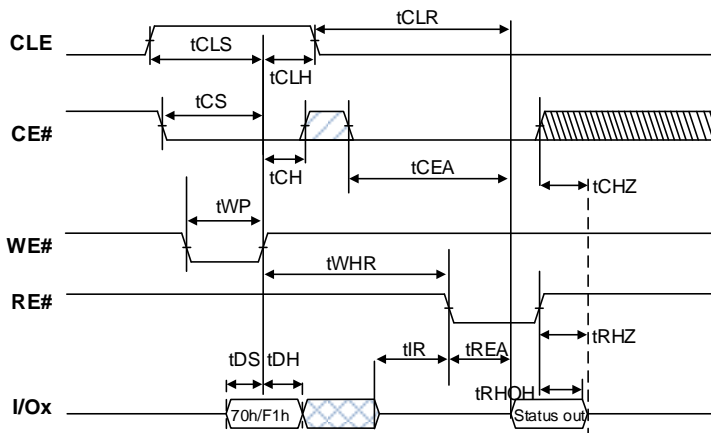 CLE
tCLS
tCLH
tCLR
CE#
tCS
tCH
tCEA
tCHZ
WE#
tWP
tWHR
RE#
tRHZ
tDS
tDH
tIR
tREA
tRHOH
I/Ox
70h/F1h
Status out